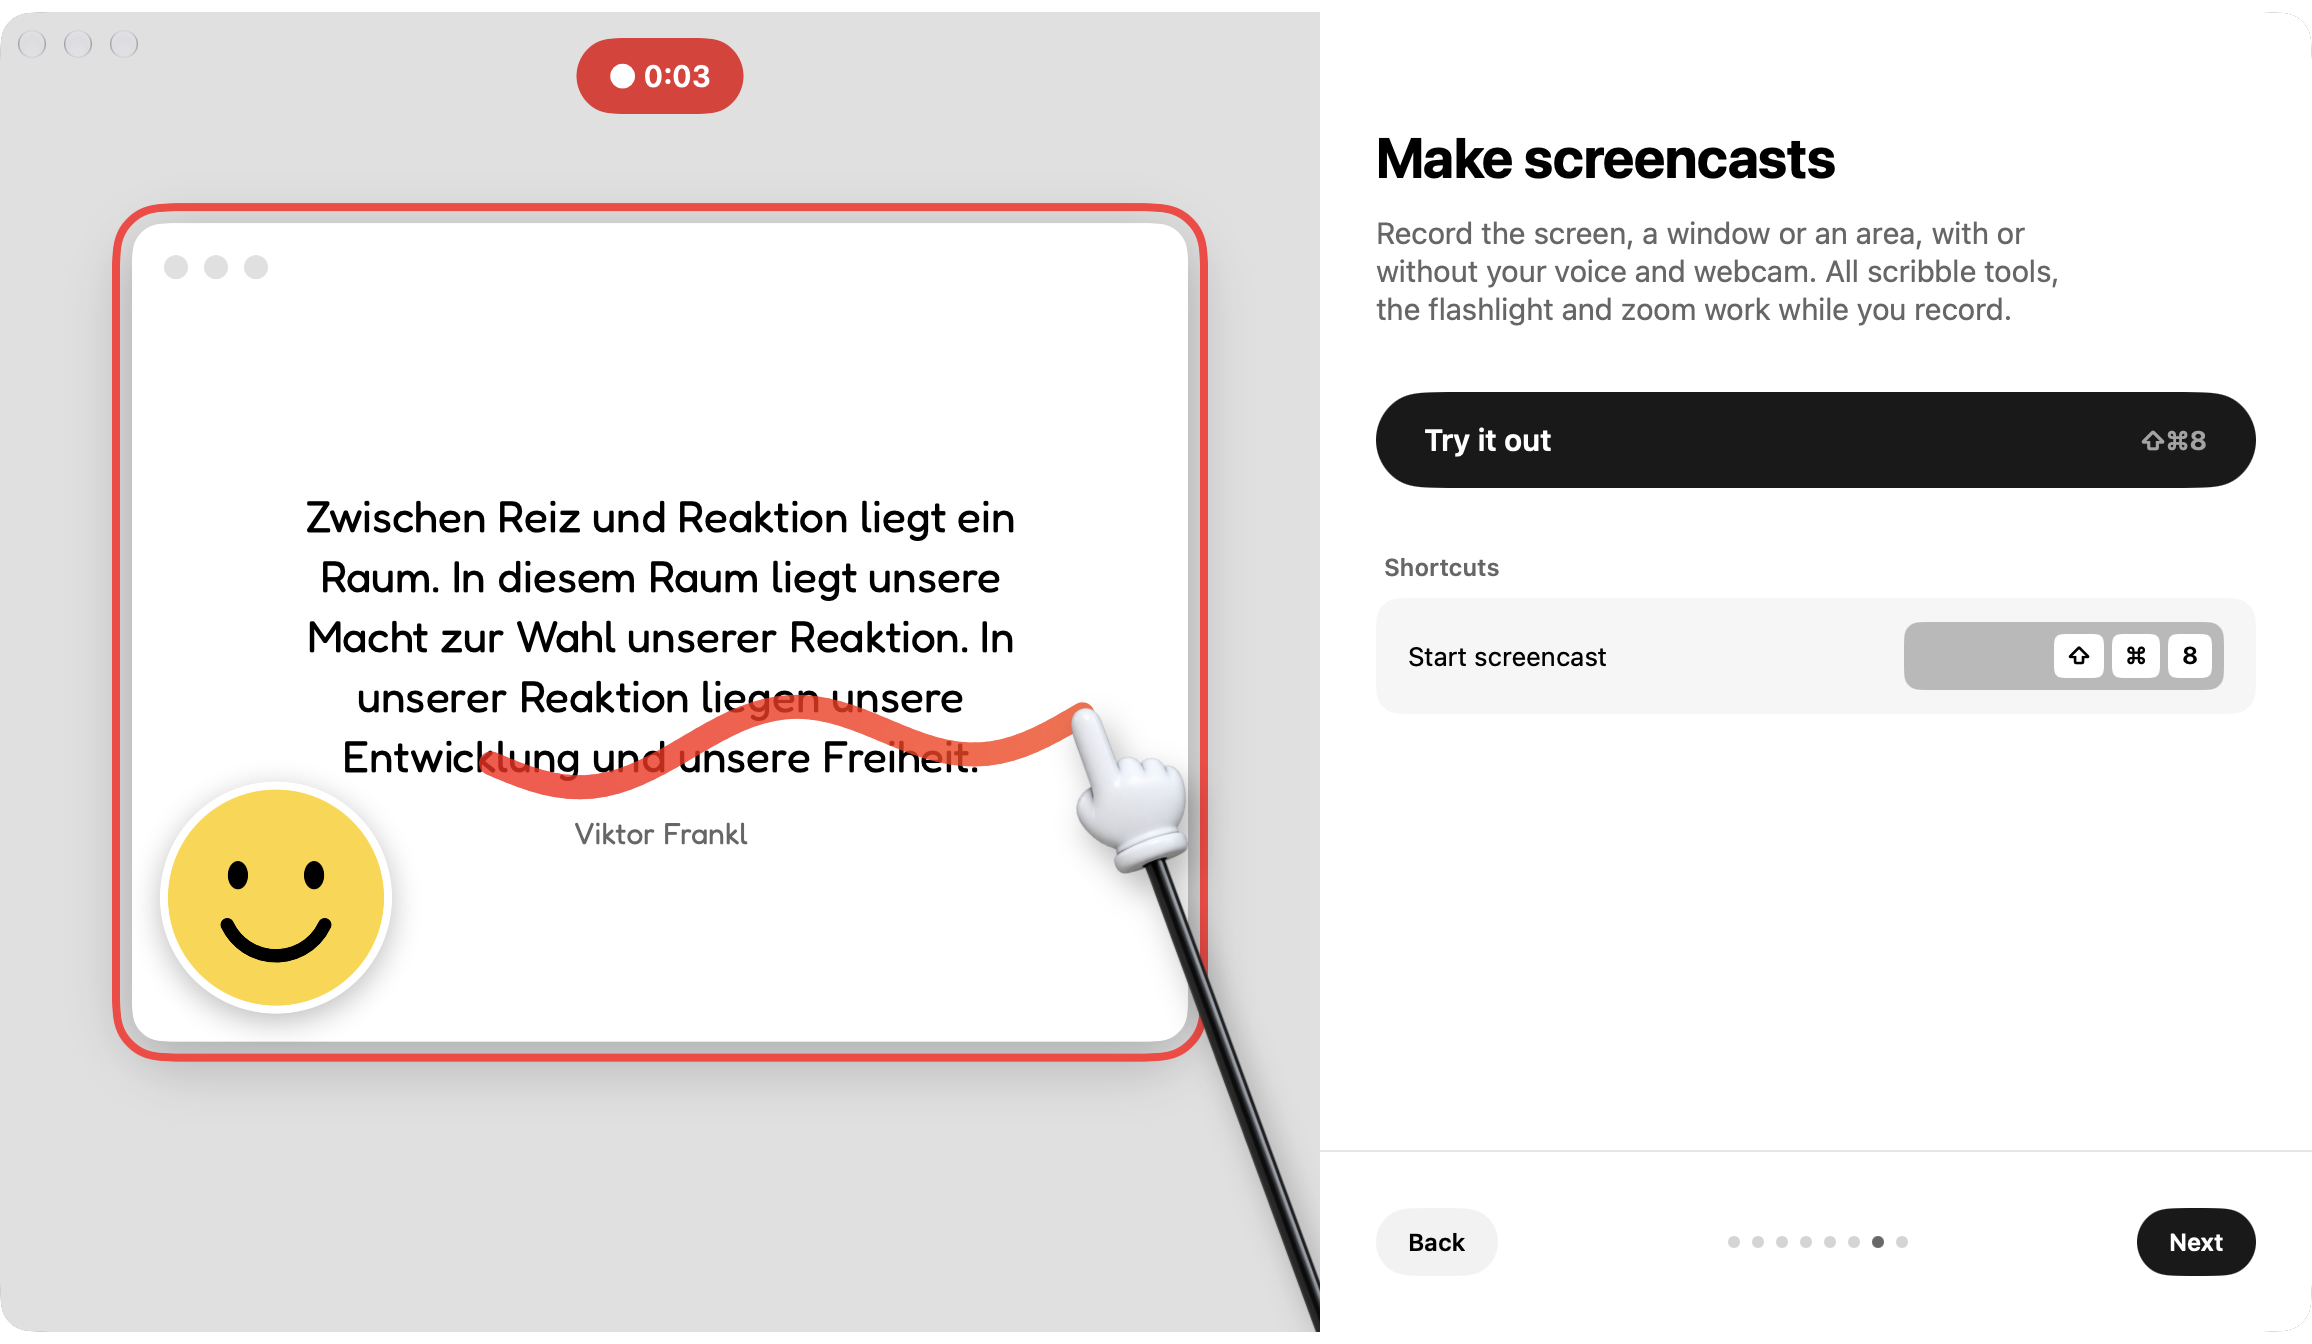 0:03
Zwischen Reiz und Reaktion liegt ein
Raum. In diesem Raum liegt unsere
Macht zur Wahl unserer Reaktion. In
unserer Reaktion liegen unsere
Entwicklung und unsere Freiheit.
Viktor Frankl
Make screencasts
Record the screen, a window or an area, with or
without your voice and webcam. All scribble tools,
the flashlight and zoom work while you record.
Try it out ⇧⌘8
Shortcuts
Start screencast ⇧ ⌘ 8
Back
Next